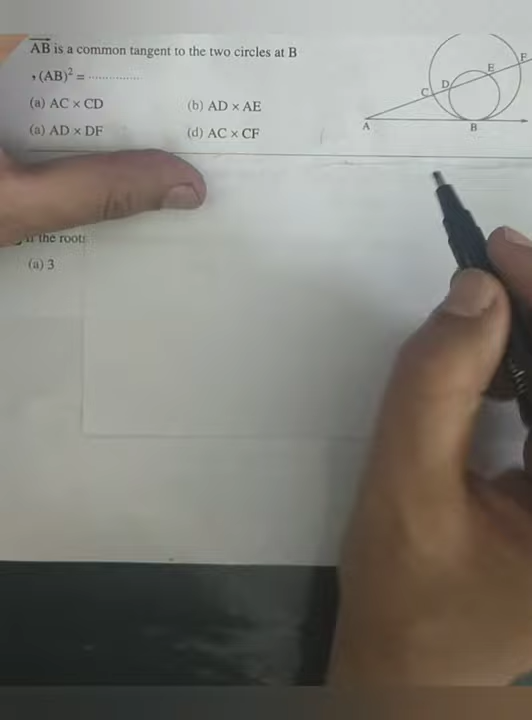 AB is a common tangent to the two circles at B
, (AB)² = ..............
(a) AC × CD
(b) AD × AE
(a) AD × DF
(d) AC × CF
A
B
C
D
E
F
if the roots
(a) 3